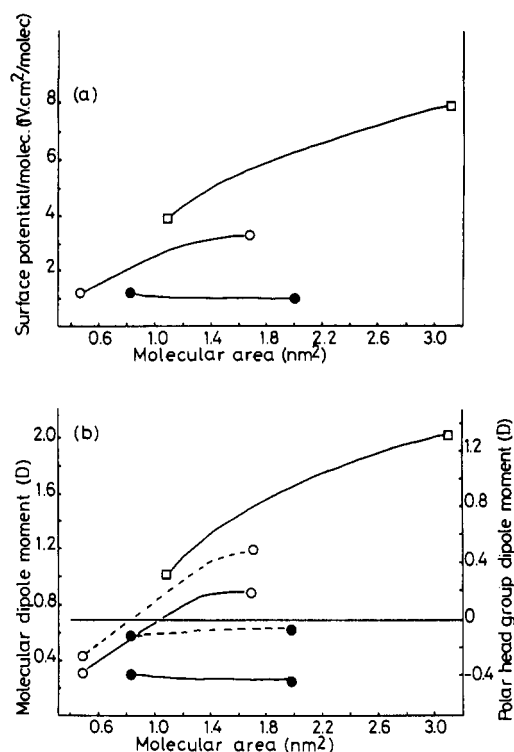 Surface potential/molec. (fV.cm²/molec)
(a)
8
6
4
2
0.6 1.0 1.4 1.8 2.2 2.6 3.0
Molecular area (nm²)
Molecular dipole moment (D)
(b)
2.0
1.6
1.2
0.8
0.4
1.2
0.8
0.4
0
-0.4
Polar head group dipole moment (D)
0.6 1.0 1.4 1.8 2.2 2.6 3.0
Molecular area (nm²)